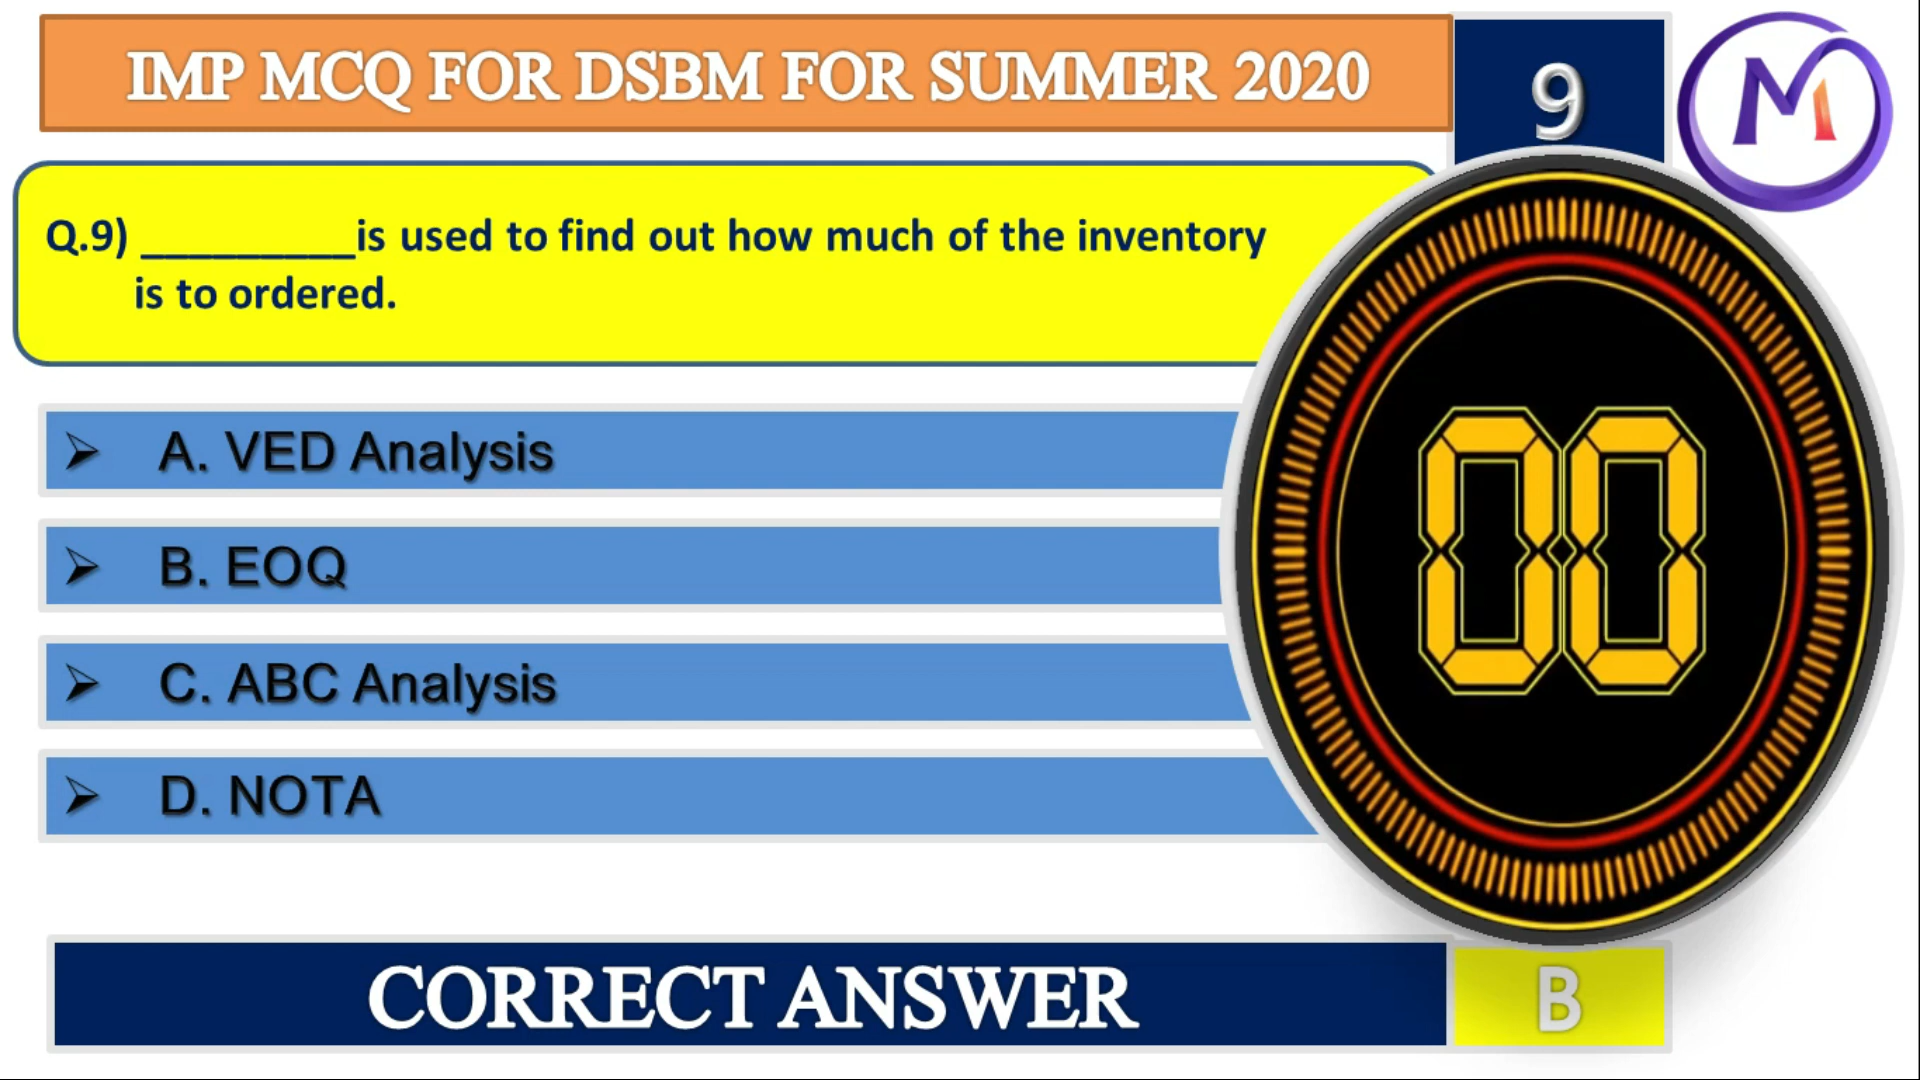 IMP MCQ FOR DSBM FOR SUMMER 2020
9
M
Q.9) _________is used to find out how much of the inventory
is to ordered.
A. VED Analysis
B. EOQ
C. ABC Analysis
D. NOTA
00
CORRECT ANSWER
B